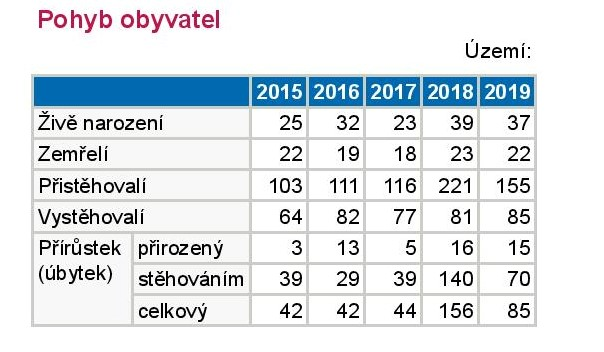 Pohyb obyvatel
Území:
2015 2016 2017 2018 2019
Živě narození 25 32 23 39 37
Zemřelí 22 19 18 23 22
Přistěhovalí 103 111 116 221 155
Vystěhovalí 64 82 77 81 85
Přírůstek (úbytek) přirozený 3 13 5 16 15
stěhováním 39 29 39 140 70
celkový 42 42 44 156 85